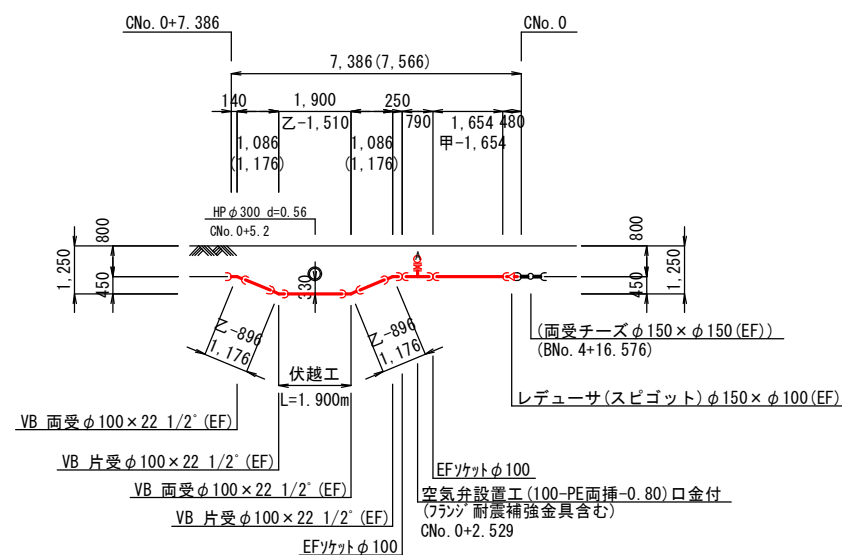 CNo. 0+7.386
CNo. 0
7,386(7,566)
140
1,900
250
乙-1,510
790
1,654
480
甲-1,654
1,086
(1,176)
1,086
(1,176)
HPφ300 d=0.56
CNo. 0+5.2
800
1,250
450
330
800
1,250
450
乙-896
1,176
乙-896
1,176
伏越工
L=1.900m
(両受チーズφ150×φ150(EF))
(BNo. 4+16.576)
レデューサ(スピゴット)φ150×φ100(EF)
VB 両受φ100×22 1/2°(EF)
VB 片受φ100×22 1/2°(EF)
VB 両受φ100×22 1/2°(EF)
VB 片受φ100×22 1/2°(EF)
EFソケットφ100
EFソケットφ100
空気弁設置工(100-PE両挿-0.80)口金付
(フランジ耐震補強金具含む)
CNo. 0+2.529